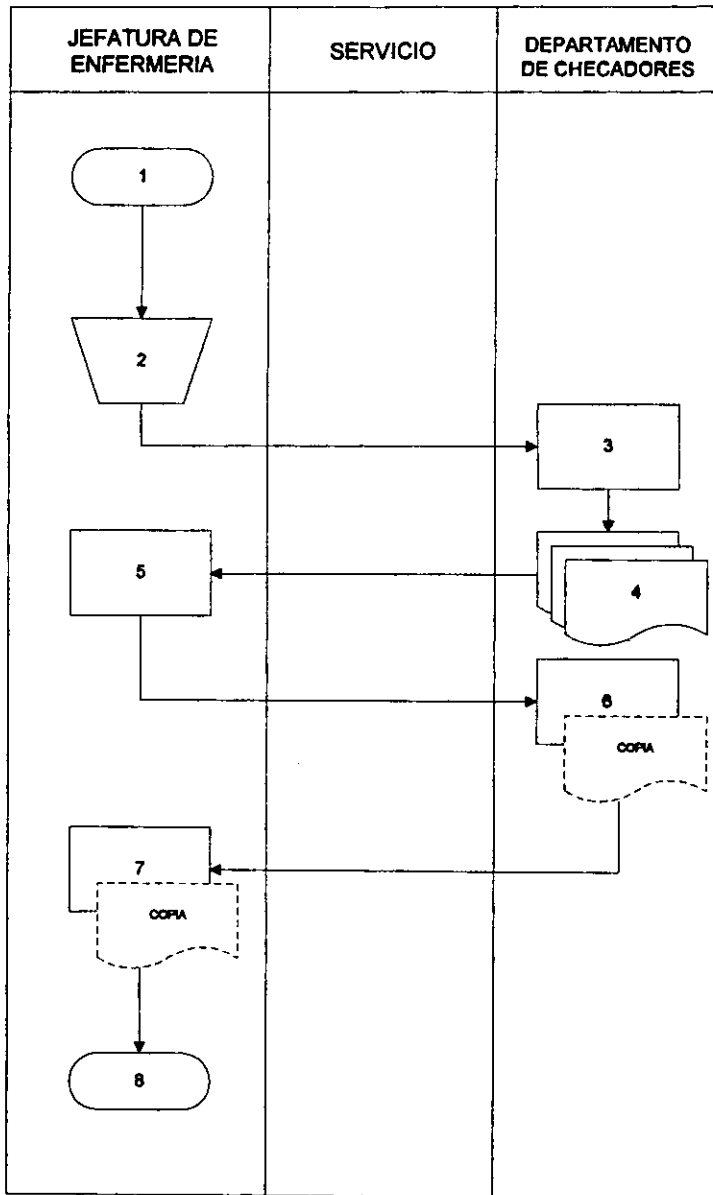 JEFATURA DE
ENFERMERIA
SERVICIO
DEPARTAMENTO
DE CHECADORES
1
2
3
4
5
6
COPIA
7
COPIA
8